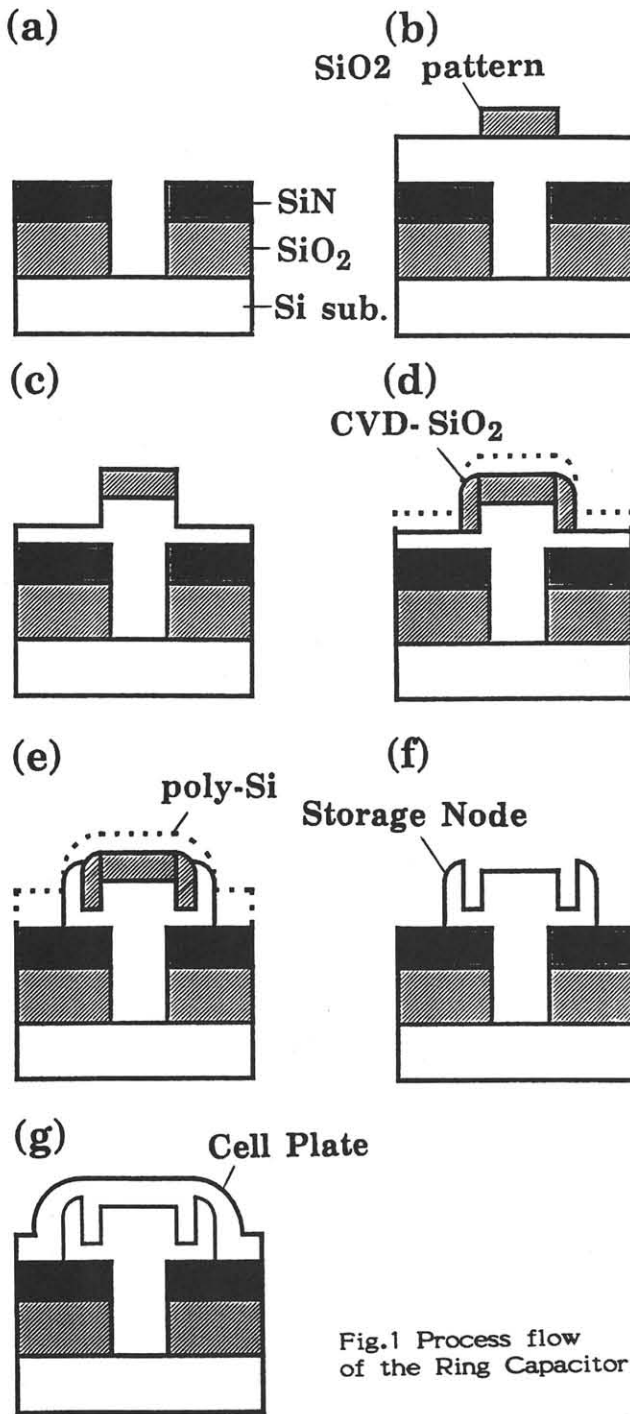 (a)
(b)
SiO2 pattern
SiN
SiO₂
Si sub.
(c)
(d)
CVD-SiO₂
(e)
poly-Si
(f)
Storage Node
(g)
Cell Plate
Fig.1 Process flow
of the Ring Capacitor